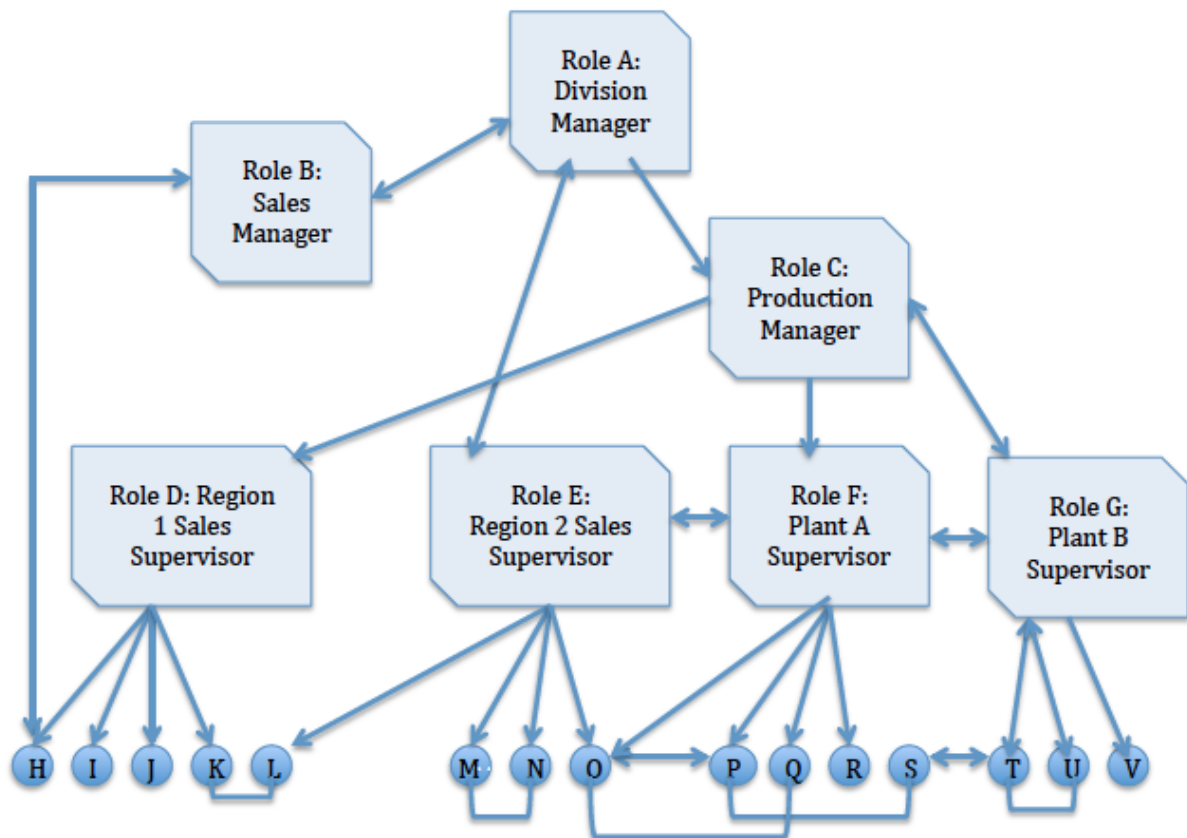 Role A:
Division
Manager
Role B:
Sales
Manager
Role C:
Production
Manager
Role D: Region
1 Sales
Supervisor
Role E:
Region 2 Sales
Supervisor
Role F:
Plant A
Supervisor
Role G:
Plant B
Supervisor
H I J K L M N O P Q R S T U V